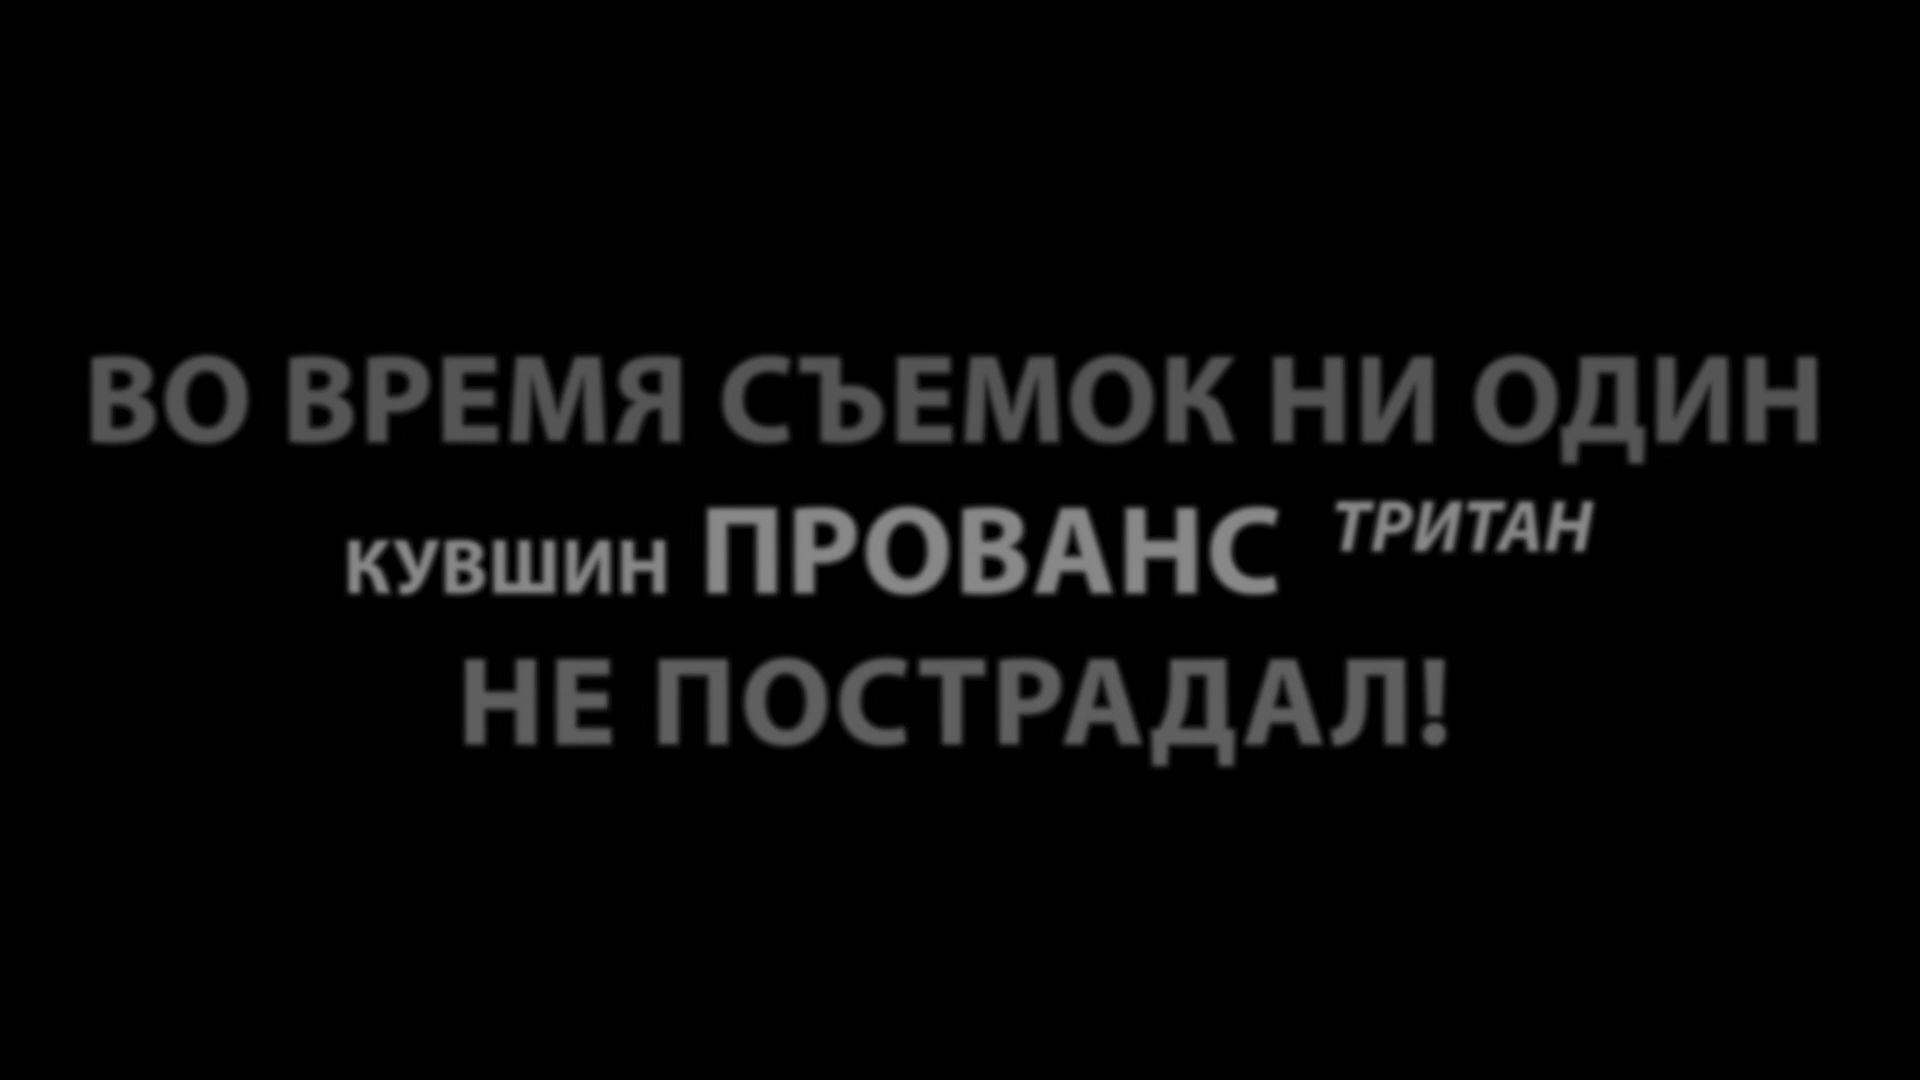 ВО ВРЕМЯ СЪЕМОК НИ ОДИН
КУВШИН ПРОВАНС ТРИТАН
НЕ ПОСТРАДАЛ!